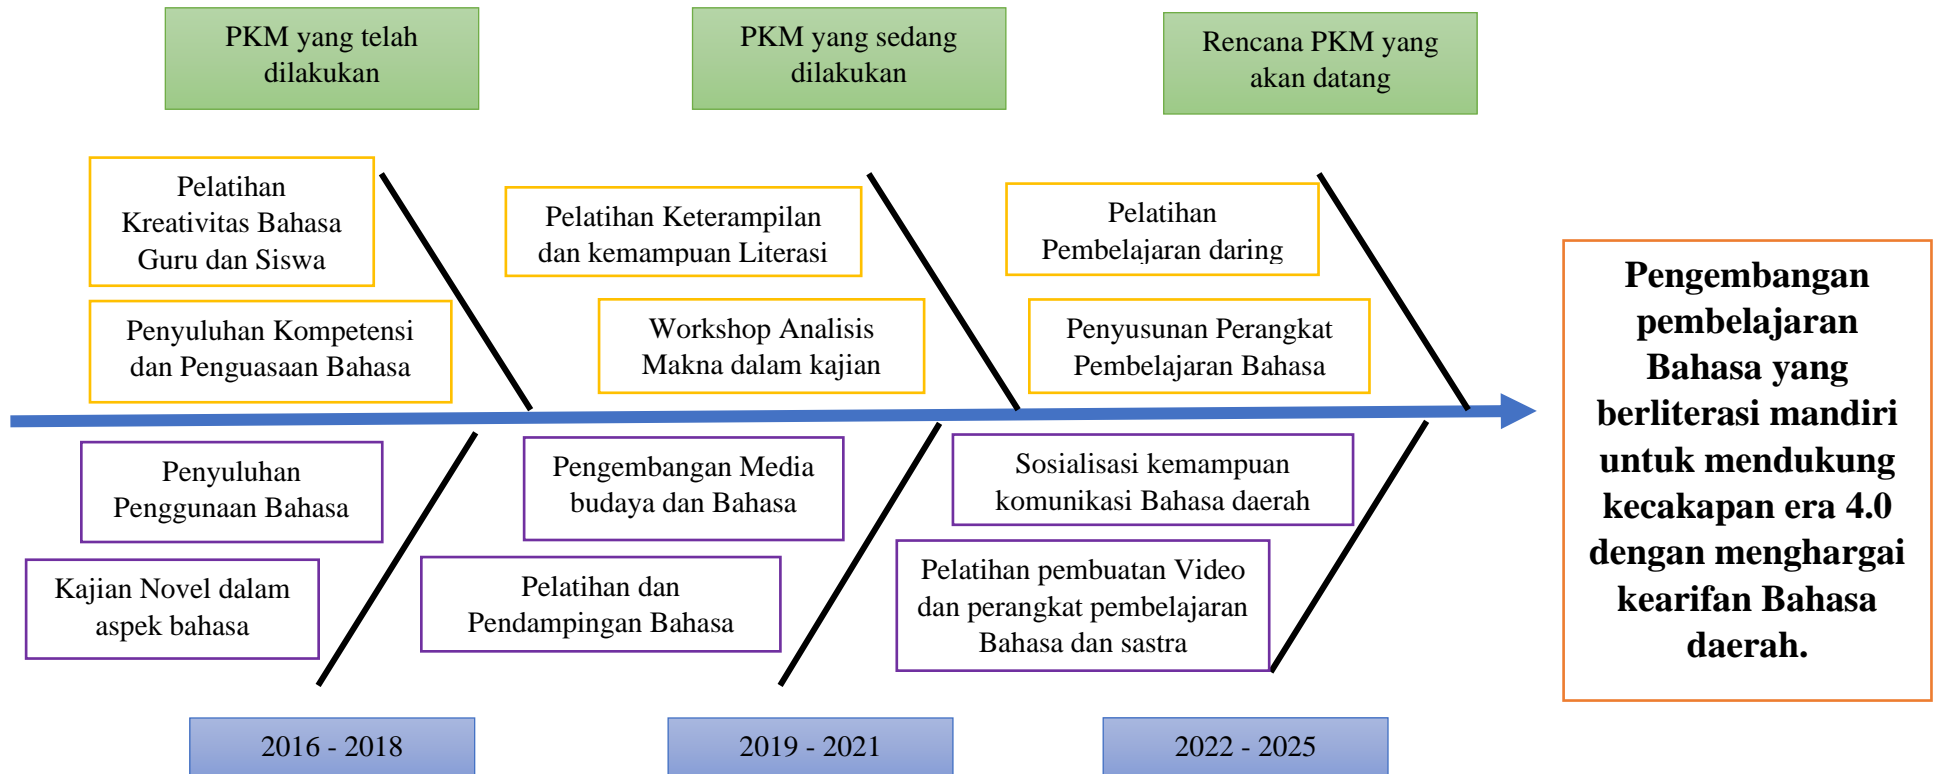 PKM yang telah
dilakukan
PKM yang sedang
dilakukan
Rencana PKM yang
akan datang
Pelatihan
Kreativitas Bahasa
Guru dan Siswa
Pelatihan Keterampilan
dan kemampuan Literasi
Pelatihan
Pembelajaran daring
Penyuluhan Kompetensi
dan Penguasaan Bahasa
Workshop Analisis
Makna dalam kajian
Penyusunan Perangkat
Pembelajaran Bahasa
Penyuluhan
Penggunaan Bahasa
Pengembangan Media
budaya dan Bahasa
Sosialisasi kemampuan
komunikasi Bahasa daerah
Kajian Novel dalam
aspek bahasa
Pelatihan dan
Pendampingan Bahasa
Pelatihan pembuatan Video
dan perangkat pembelajaran
Bahasa dan sastra
Pengembangan
pembelajaran
Bahasa yang
berliterasi mandiri
untuk mendukung
kecakapan era 4.0
dengan menghargai
kearifan Bahasa
daerah.
2016 - 2018
2019 - 2021
2022 - 2025